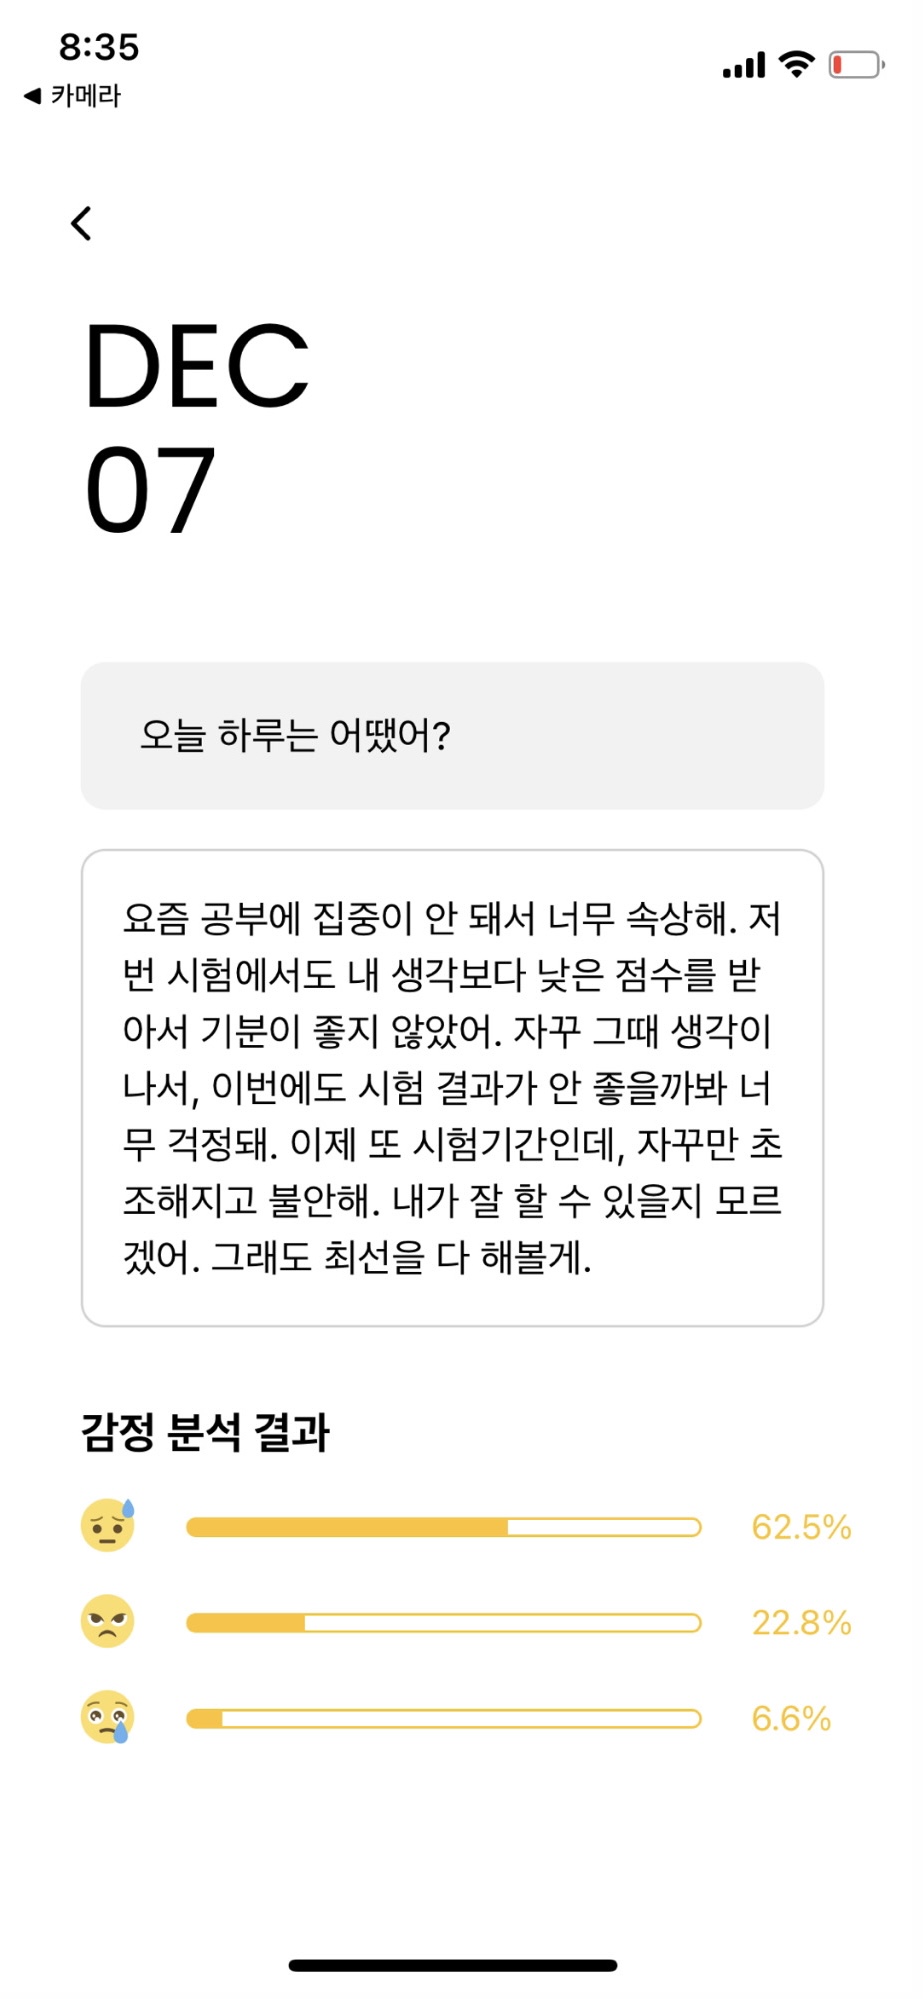 8:35
◀ 카메라
DEC
07
오늘 하루는 어땠어?
요즘 공부에 집중이 안 돼서 너무 속상해. 저
번 시험에서도 내 생각보다 낮은 점수를 받
아서 기분이 좋지 않았어. 자꾸 그때 생각이
나서, 이번에도 시험 결과가 안 좋을까봐 너
무 걱정돼. 이제 또 시험기간인데, 자꾸만 초
조해지고 불안해. 내가 잘 할 수 있을지 모르
겠어. 그래도 최선을 다 해볼게.
감정 분석 결과
62.5%
22.8%
6.6%